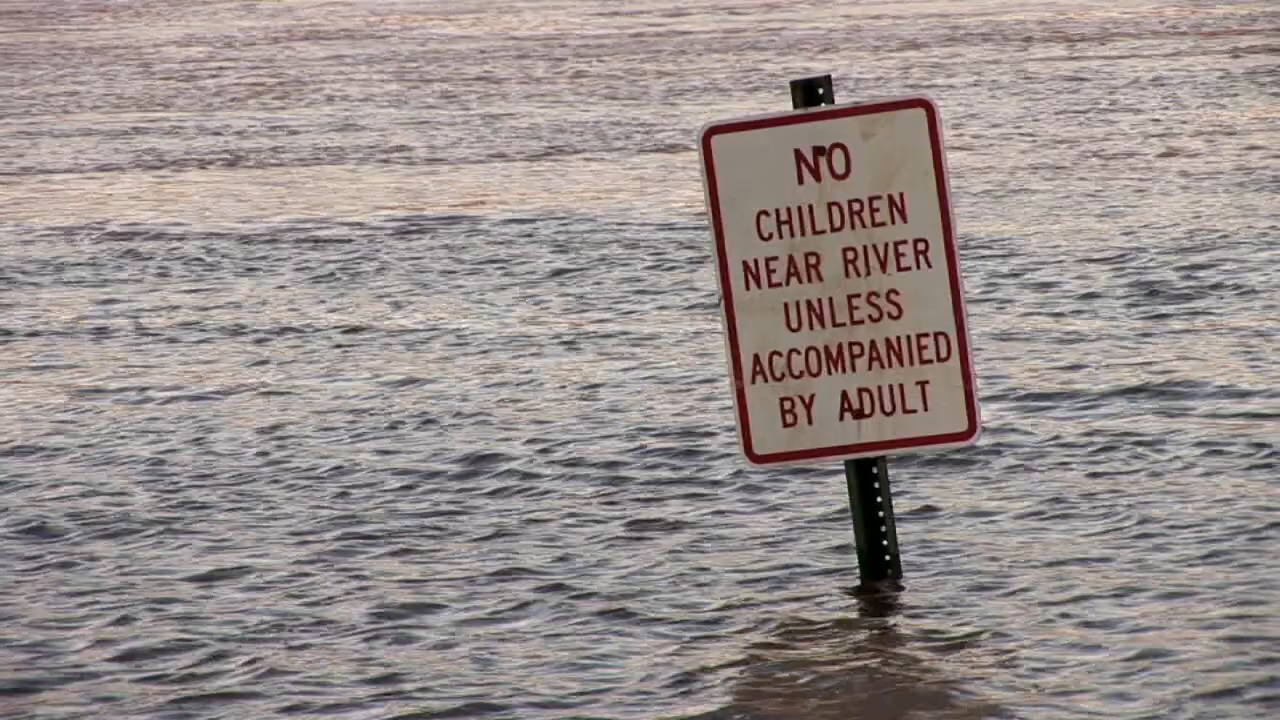 NO
CHILDREN
NEAR RIVER
UNLESS
ACCOMPANIED
BY ADULT